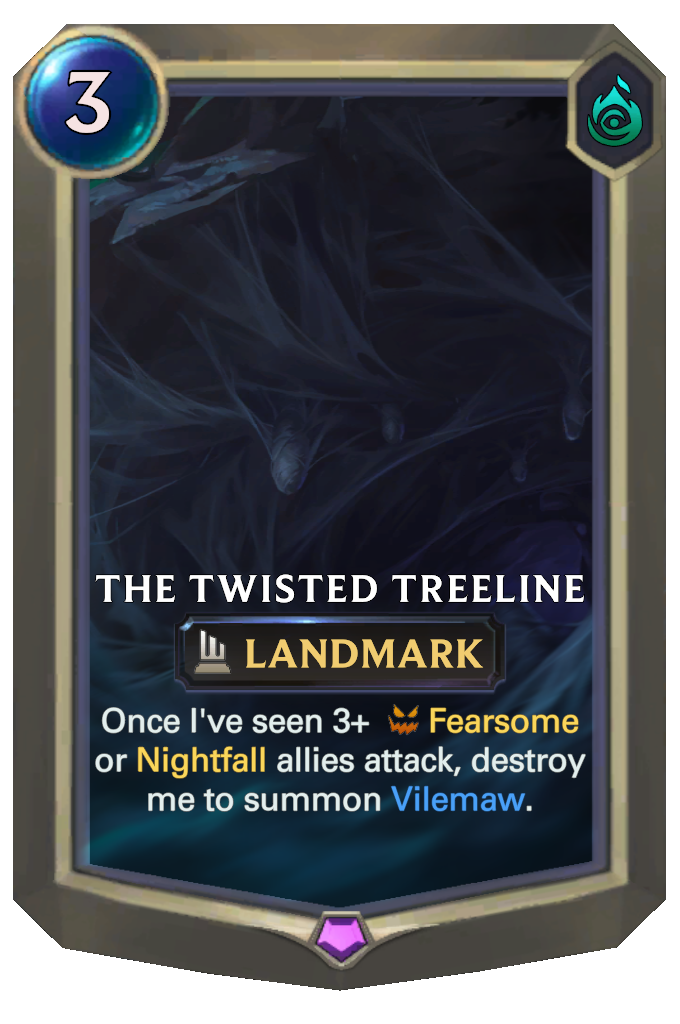 3
THE TWISTED TREELINE
LANDMARK
Once I've seen 3+ Fearsome
or Nightfall allies attack, destroy
me to summon Vilemaw.